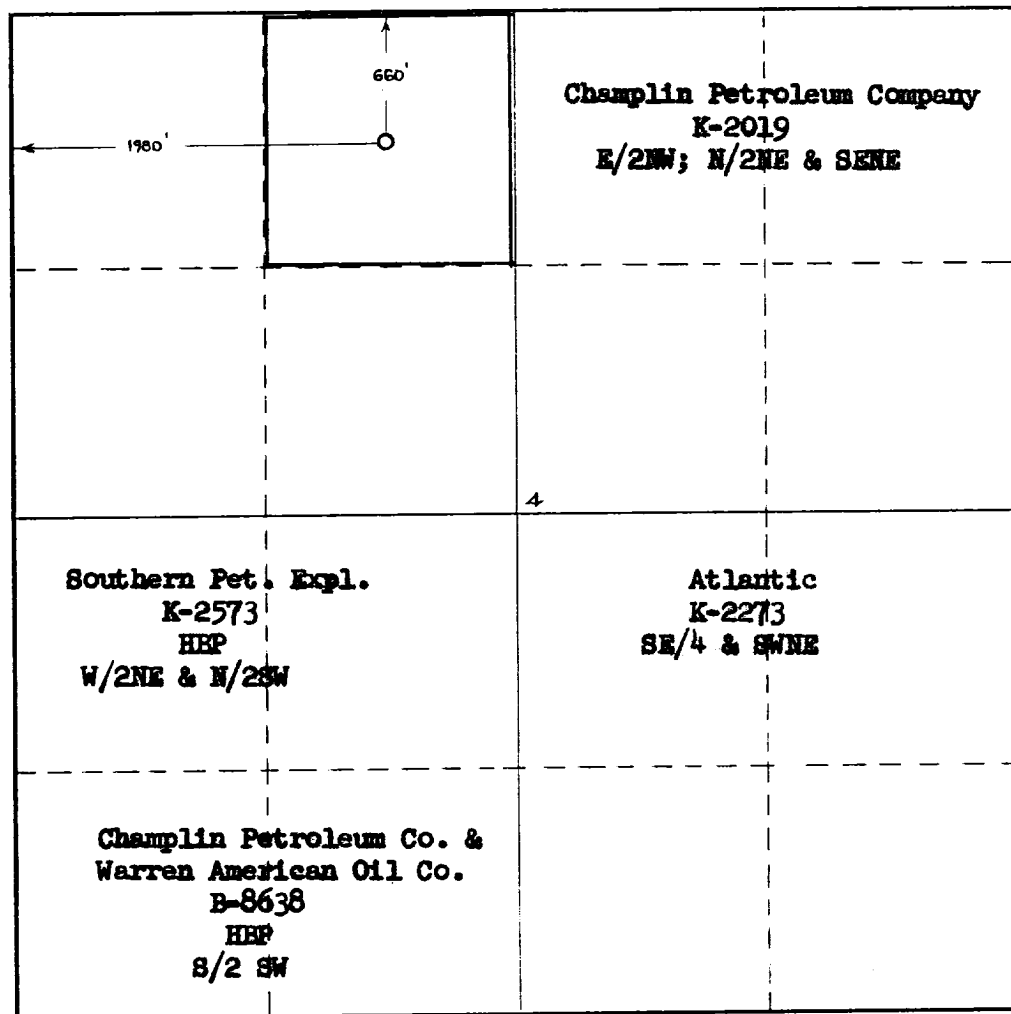 660'
1980'
Champlin Petroleum Company
K-2019
E/2NW; N/2NE & SENE
4
Southern Pet. Expl.
K-2573
HBP
W/2NE & N/2SW
Atlantic
K-2273
SE/4 & SWNE
Champlin Petroleum Co. &
Warren American Oil Co.
B-8638
HBP
S/2 SW